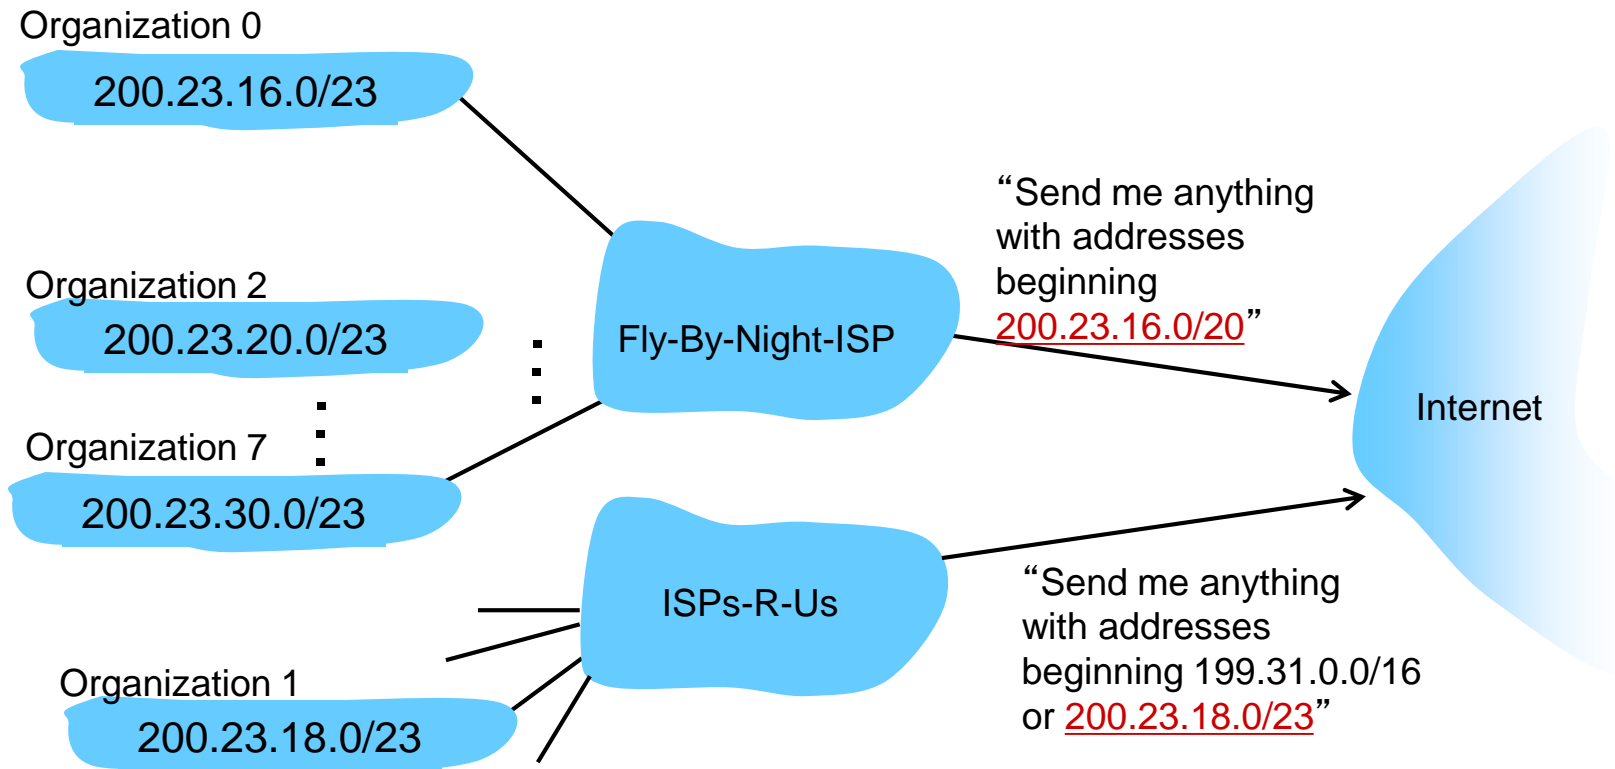 Organization 0
200.23.16.0/23
Organization 2
200.23.20.0/23
Organization 7
200.23.30.0/23
Fly-By-Night-ISP
“Send me anything
with addresses
beginning
200.23.16.0/20”
Internet
ISPs-R-Us
Organization 1
200.23.18.0/23
“Send me anything
with addresses
beginning 199.31.0.0/16
or 200.23.18.0/23”